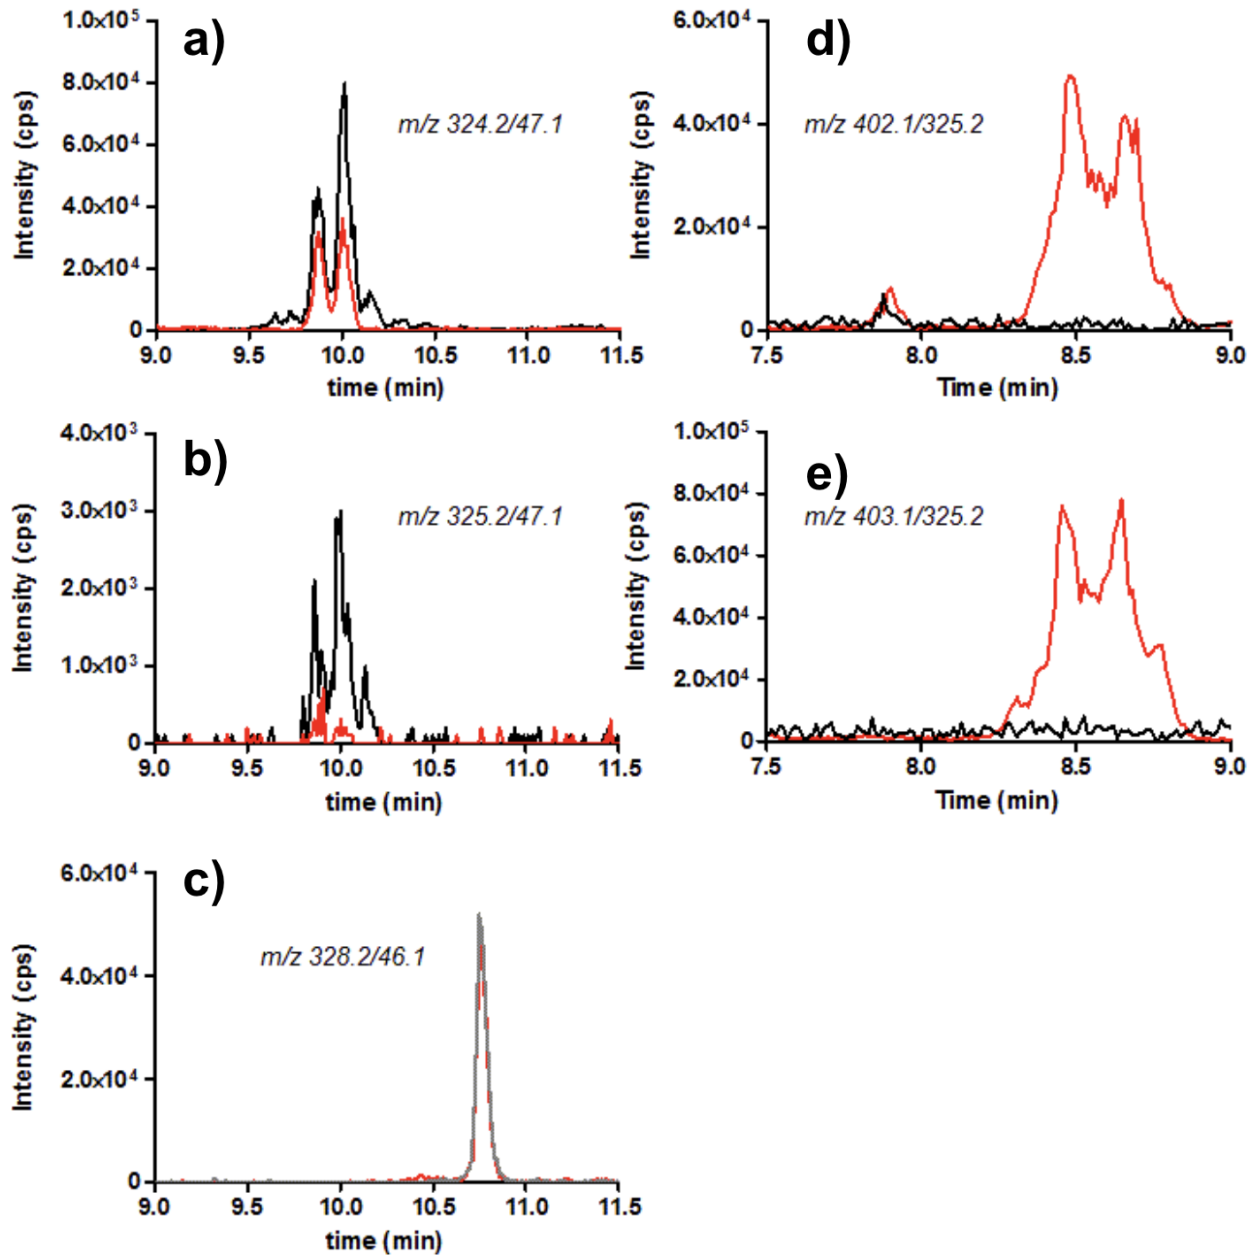 a)
m/z 324.2/47.1
Intensity (cps)
1.0x10⁵
8.0x10⁴
6.0x10⁴
4.0x10⁴
2.0x10⁴
0
9.0 9.5 10.0 10.5 11.0 11.5
time (min)
d)
m/z 402.1/325.2
Intensity (cps)
6.0x10⁴
4.0x10⁴
2.0x10⁴
0
7.5 8.0 8.5 9.0
Time (min)
b)
m/z 325.2/47.1
Intensity (cps)
4.0x10³
3.0x10³
2.0x10³
1.0x10³
0
9.0 9.5 10.0 10.5 11.0 11.5
time (min)
e)
m/z 403.1/325.2
Intensity (cps)
1.0x10⁵
8.0x10⁴
6.0x10⁴
4.0x10⁴
2.0x10⁴
0
7.5 8.0 8.5 9.0
Time (min)
c)
m/z 328.2/46.1
Intensity (cps)
6.0x10⁴
4.0x10⁴
2.0x10⁴
0
9.0 9.5 10.0 10.5 11.0 11.5
time (min)